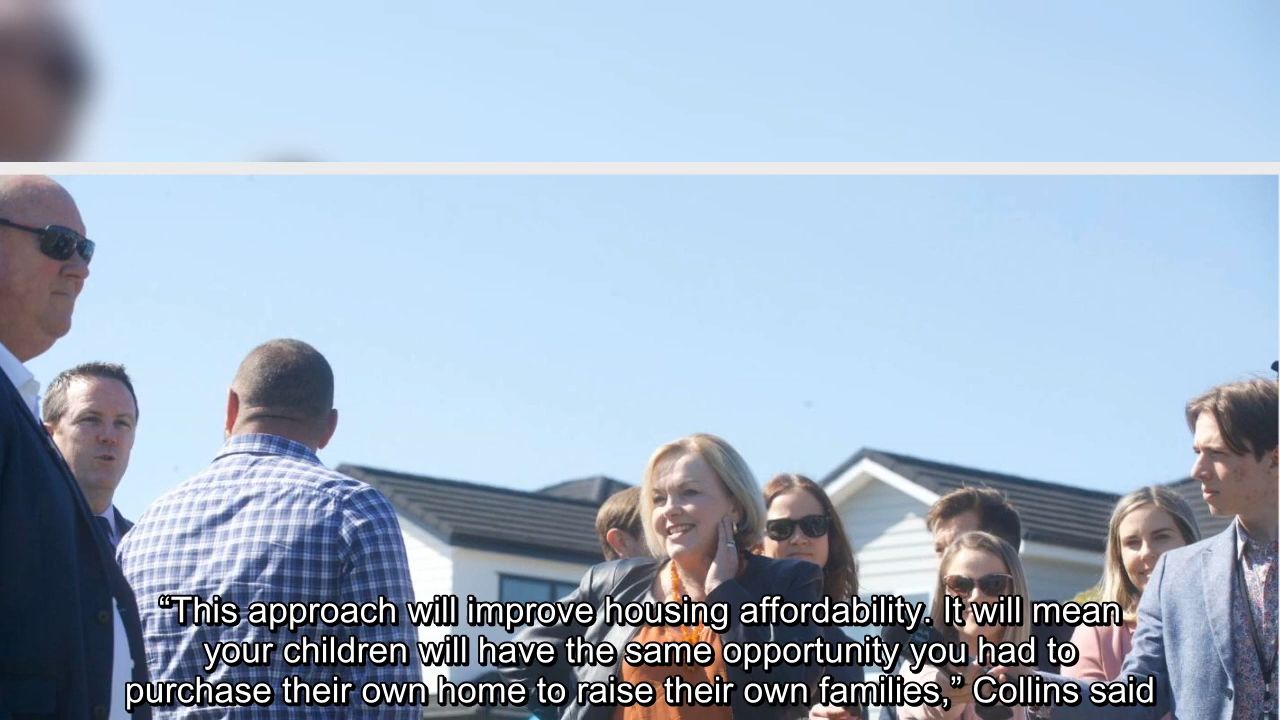 “This approach will improve housing affordability. It will mean
your children will have the same opportunity you had to
purchase their own home to raise their own families,” Collins said